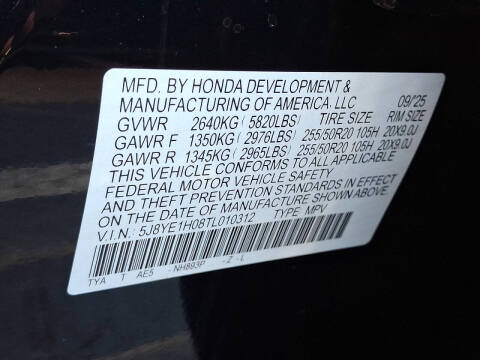 MFD. BY HONDA DEVELOPMENT &
MANUFACTURING OF AMERICA, LLC 09/'25
GVWR 2640KG ( 5820LBS) TIRE SIZE RIM SIZE
GAWR F 1350KG ( 2976LBS) 255/50R20 105H 20X9.0J
GAWR R 1345KG ( 2965LBS) 255/50R20 105H 20X9.0J
THIS VEHICLE CONFORMS TO ALL APPLICABLE
FEDERAL MOTOR VEHICLE SAFETY
AND THEFT PREVENTION STANDARDS IN EFFECT
ON THE DATE OF MANUFACTURE SHOWN ABOVE.
V.I.N.: 5J8YE1H08TL010312 TYPE: MPV
TYA T AE5 - NH893P - Z - L